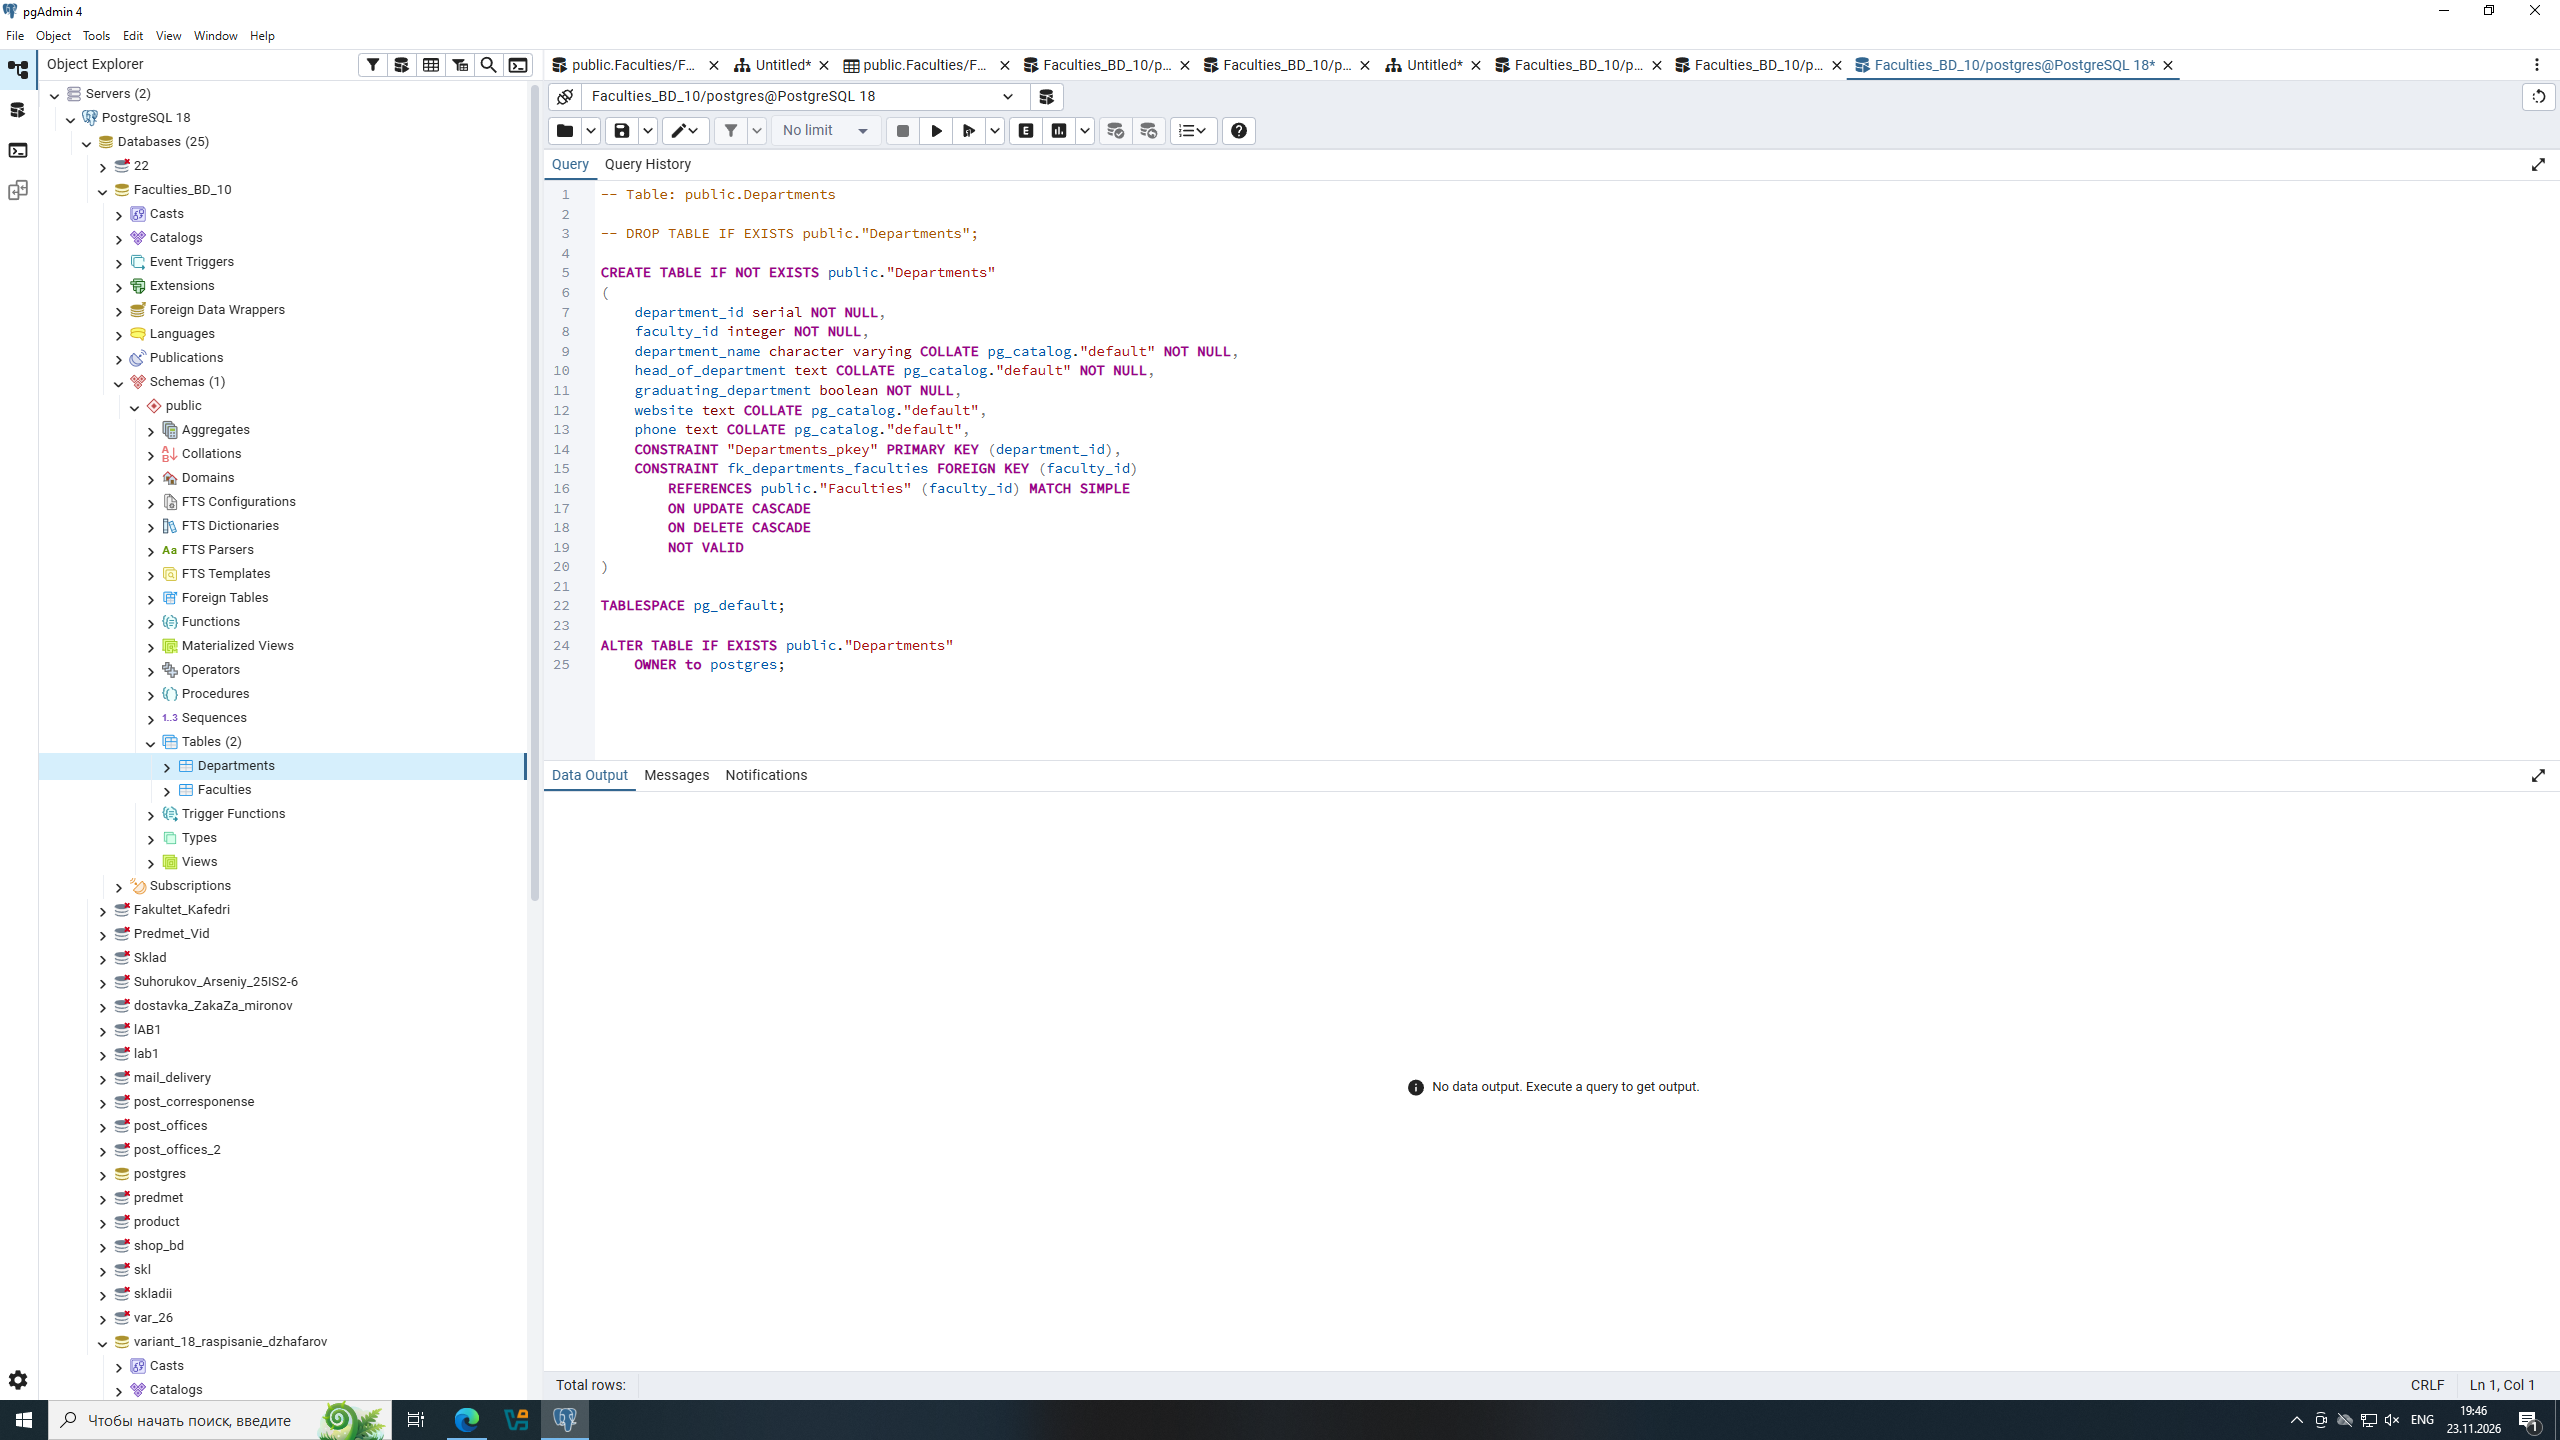 pgAdmin 4
File Object Tools Edit View Window Help
Object Explorer
Servers (2)
PostgreSQL 18
Databases (25)
22
Faculties_BD_10
Casts
Catalogs
Event Triggers
Extensions
Foreign Data Wrappers
Languages
Publications
Schemas (1)
public
Aggregates
Collations
Domains
FTS Configurations
FTS Dictionaries
FTS Parsers
FTS Templates
Foreign Tables
Functions
Materialized Views
Operators
Procedures
Sequences
Tables (2)
Departments
Faculties
Trigger Functions
Types
Views
Subscriptions
Fakultet_Kafedri
Predmet_Vid
Sklad
Suhorukov_Arseniy_25IS2-6
dostavka_ZakaZa_mironov
lAB1
lab1
mail_delivery
post_corresponense
post_offices
post_offices_2
postgres
predmet
product
shop_bd
skl
skladii
var_26
variant_18_raspisanie_dzhafarov
Casts
Catalogs
public.Faculties/F... Untitled* public.Faculties/F... Faculties_BD_10/p... Faculties_BD_10/p... Untitled* Faculties_BD_10/p... Faculties_BD_10/p... Faculties_BD_10/postgres@PostgreSQL 18*
Faculties_BD_10/postgres@PostgreSQL 18
No limit
Query Query History
1 -- Table: public.Departments
2
3 -- DROP TABLE IF EXISTS public."Departments";
4
5 CREATE TABLE IF NOT EXISTS public."Departments"
6 (
7 department_id serial NOT NULL,
8 faculty_id integer NOT NULL,
9 department_name character varying COLLATE pg_catalog."default" NOT NULL,
10 head_of_department text COLLATE pg_catalog."default" NOT NULL,
11 graduating_department boolean NOT NULL,
12 website text COLLATE pg_catalog."default",
13 phone text COLLATE pg_catalog."default",
14 CONSTRAINT "Departments_pkey" PRIMARY KEY (department_id),
15 CONSTRAINT fk_departments_faculties FOREIGN KEY (faculty_id)
16 REFERENCES public."Faculties" (faculty_id) MATCH SIMPLE
17 ON UPDATE CASCADE
18 ON DELETE CASCADE
19 NOT VALID
20 )
21
22 TABLESPACE pg_default;
23
24 ALTER TABLE IF EXISTS public."Departments"
25 OWNER to postgres;
Data Output Messages Notifications
No data output. Execute a query to get output.
Total rows:
CRLF Ln 1, Col 1
Чтобы начать поиск, введите
ENG
19:46
23.11.2026
1